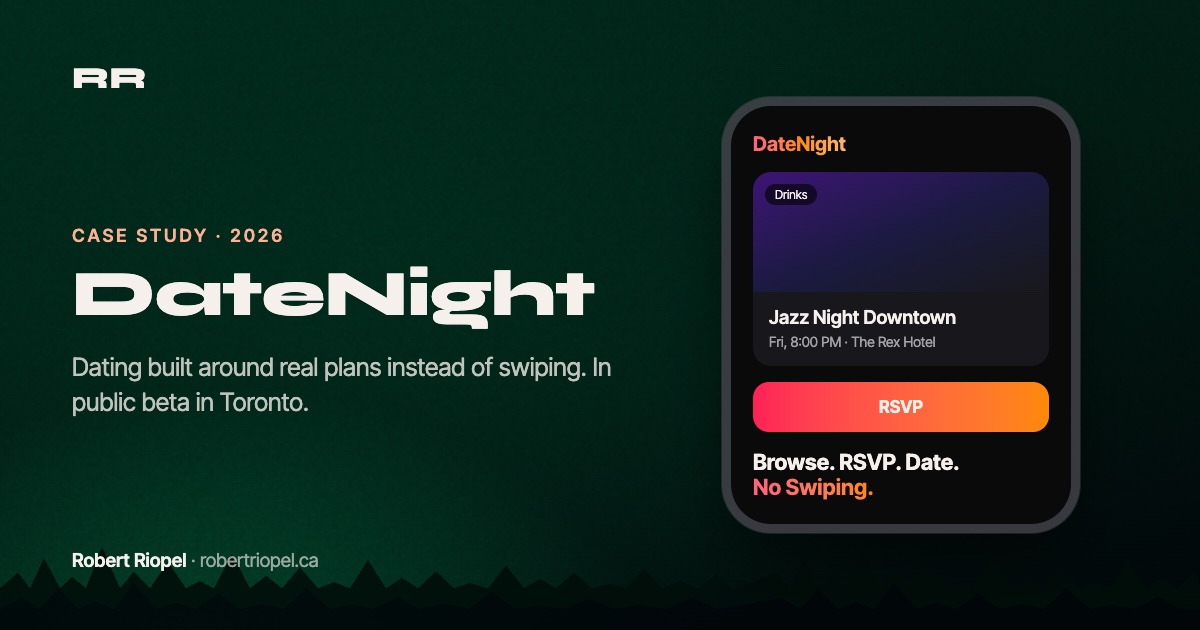 RR
CASE STUDY · 2026
DateNight
Dating built around real plans instead of swiping. In
public beta in Toronto.
Robert Riopel · robertriopel.ca
DateNight
Drinks
Jazz Night Downtown
Fri, 8:00 PM · The Rex Hotel
RSVP
Browse. RSVP. Date.
No Swiping.